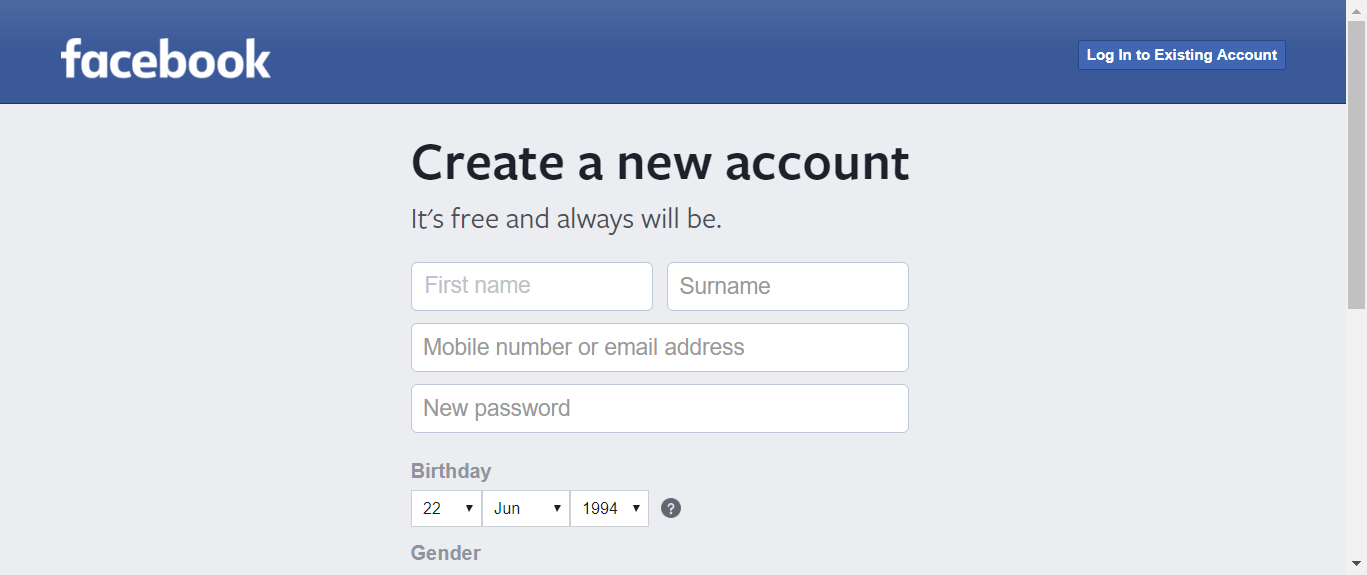 facebook
Log In to Existing Account
Create a new account
It's free and always will be.
First name Surname
Mobile number or email address
New password
Birthday
22 Jun 1994 ?
Gender